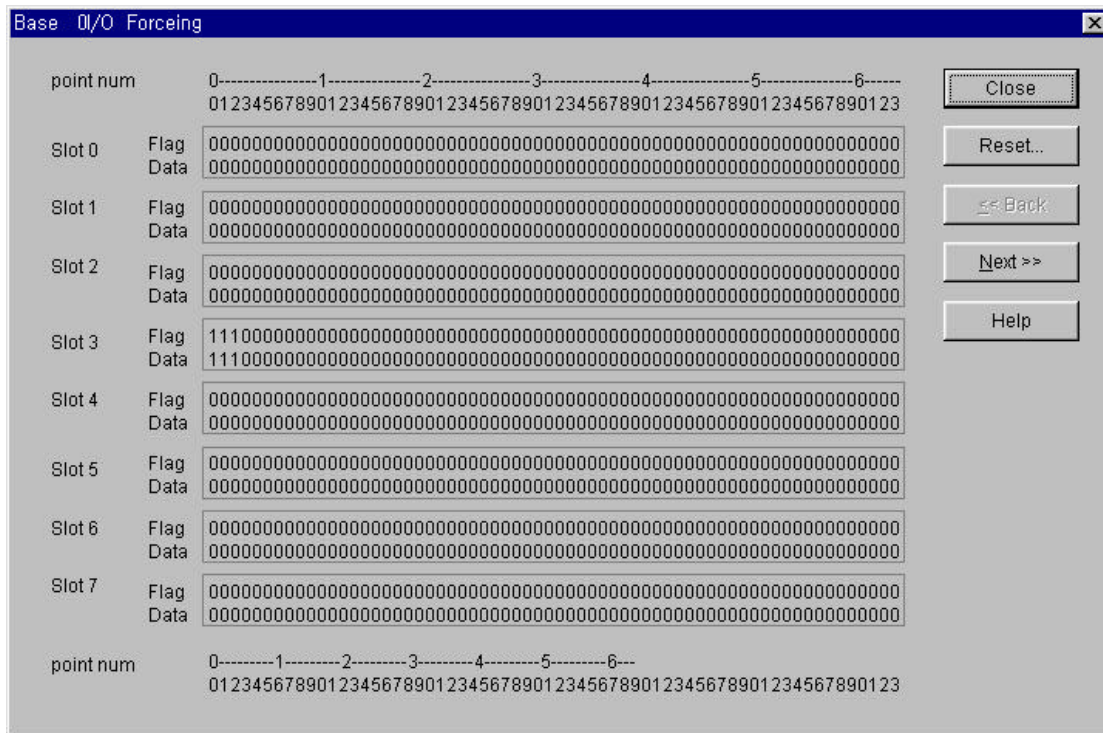 Base 0I/O Forceing
point num 0---------------1--------------2---------------3---------------4---------------5--------------6------
0123456789012345678901234567890123456789012345678901234567890123
Close
Slot 0 Flag 0000000000000000000000000000000000000000000000000000000000000000
Data 0000000000000000000000000000000000000000000000000000000000000000
Reset...
Slot 1 Flag 0000000000000000000000000000000000000000000000000000000000000000
Data 0000000000000000000000000000000000000000000000000000000000000000
<< Back
Slot 2 Flag 0000000000000000000000000000000000000000000000000000000000000000
Data 0000000000000000000000000000000000000000000000000000000000000000
Next >>
Slot 3 Flag 1110000000000000000000000000000000000000000000000000000000000000
Data 1110000000000000000000000000000000000000000000000000000000000000
Help
Slot 4 Flag 0000000000000000000000000000000000000000000000000000000000000000
Data 0000000000000000000000000000000000000000000000000000000000000000
Slot 5 Flag 0000000000000000000000000000000000000000000000000000000000000000
Data 0000000000000000000000000000000000000000000000000000000000000000
Slot 6 Flag 0000000000000000000000000000000000000000000000000000000000000000
Data 0000000000000000000000000000000000000000000000000000000000000000
Slot 7 Flag 0000000000000000000000000000000000000000000000000000000000000000
Data 0000000000000000000000000000000000000000000000000000000000000000
point num 0---------1---------2---------3---------4---------5---------6---
0123456789012345678901234567890123456789012345678901234567890123